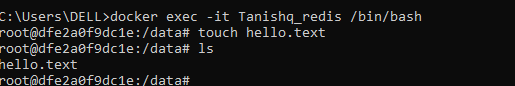 C:\Users\DELL>docker exec -it Tanishq_redis /bin/bash
root@dfe2a0f9dc1e:/data# touch hello.text
root@dfe2a0f9dc1e:/data# ls
hello.text
root@dfe2a0f9dc1e:/data#